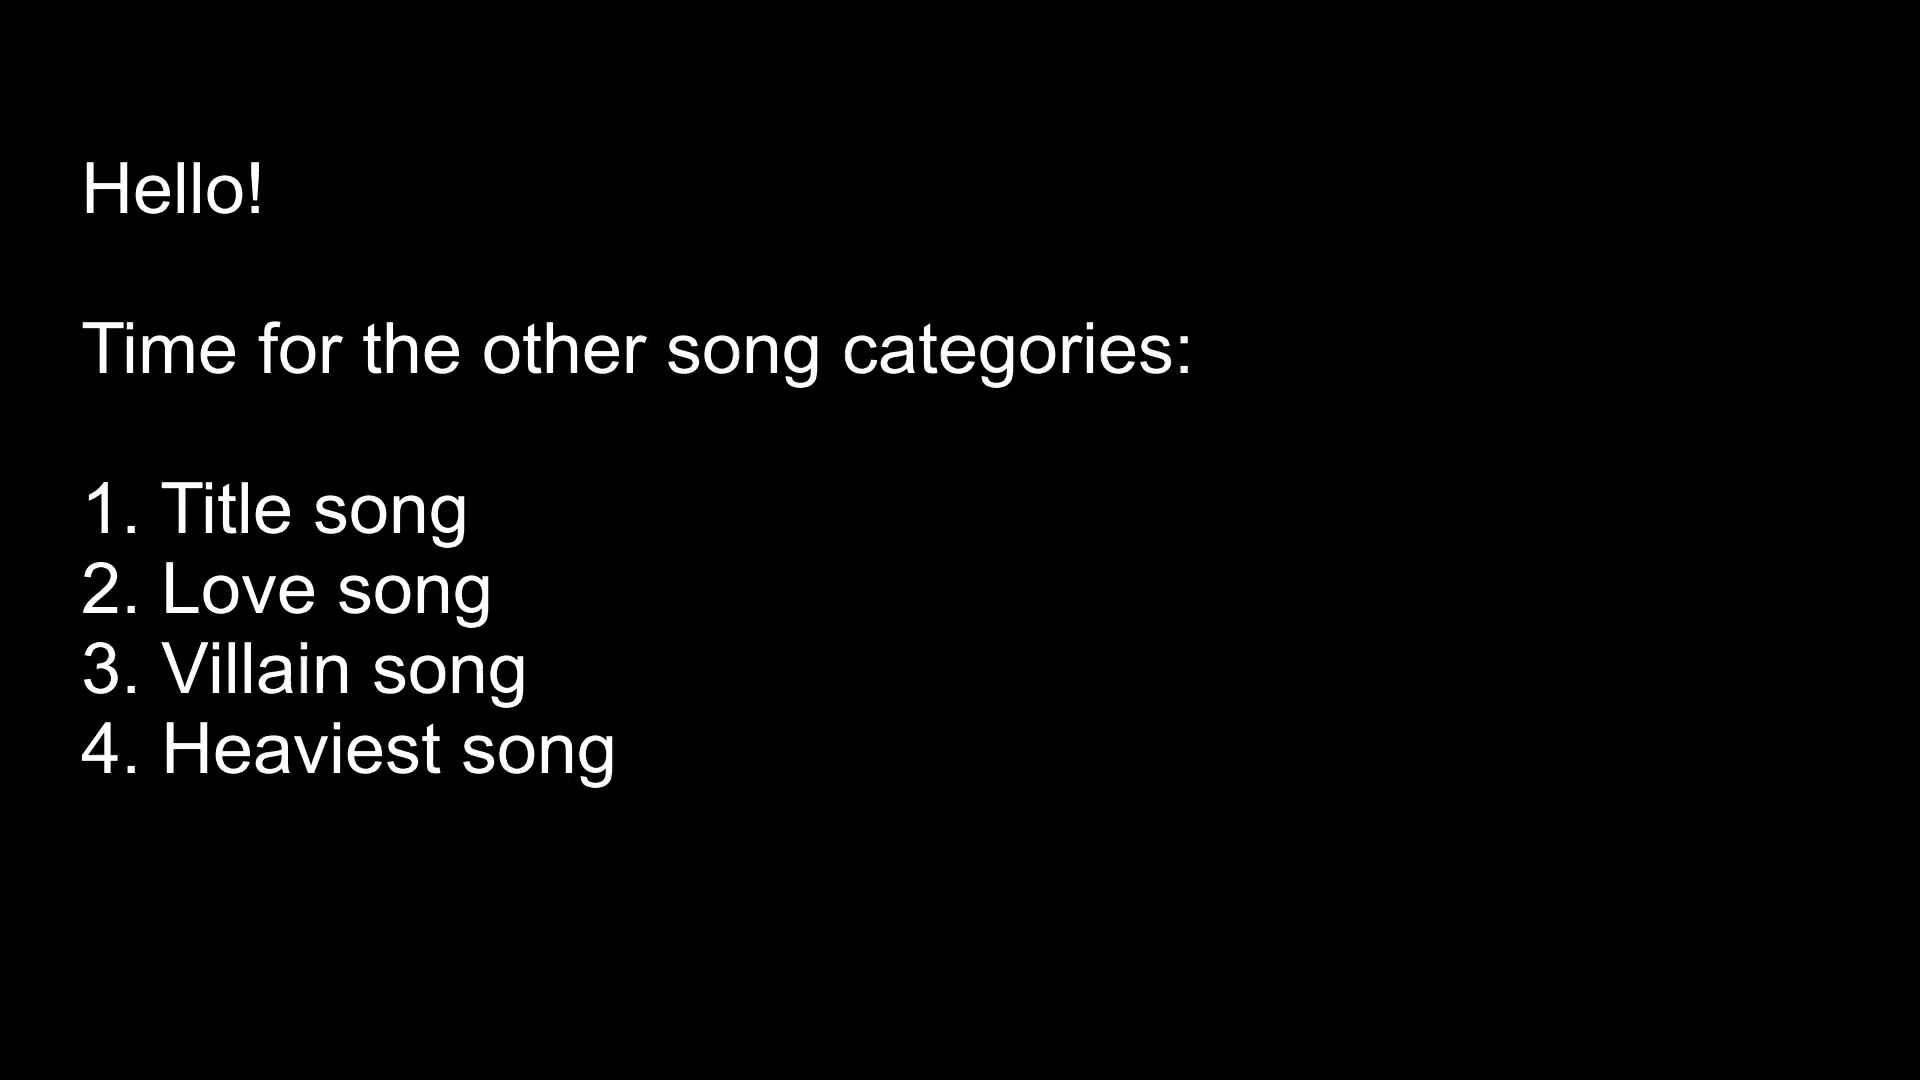 Hello!
Time for the other song categories:
1. Title song
2. Love song
3. Villain song
4. Heaviest song